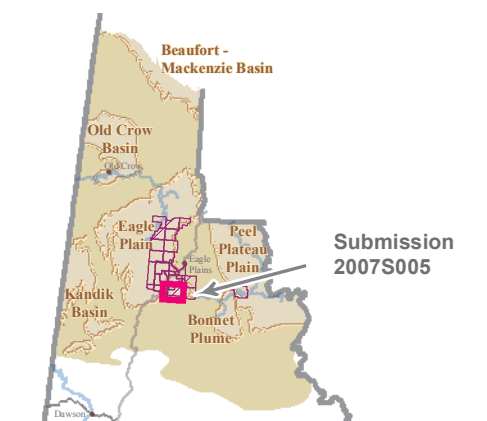 Beaufort -
Mackenzie Basin
Old Crow
Basin
Old Crow
Eagle
Plain
Peel
Plateau
Plain
Eagle
Plains
Submission
2007S005
Kandik
Basin
Bonnet
Plume
Dawson